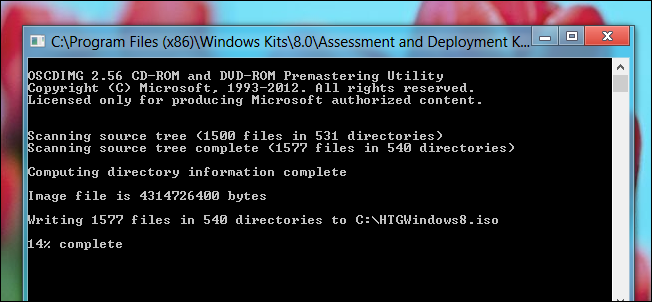 C:\Program Files (x86)\Windows Kits\8.0\Assessment and Deployment K...
OSCDIMG 2.56 CD-ROM and DVD-ROM Premastering Utility
Copyright (C) Microsoft, 1993-2012. All rights reserved.
Licensed only for producing Microsoft authorized content.
Scanning source tree (1500 files in 531 directories)
Scanning source tree complete (1577 files in 540 directories)
Computing directory information complete
Image file is 4314726400 bytes
Writing 1577 files in 540 directories to C:\HTGWindows8.iso
14% complete